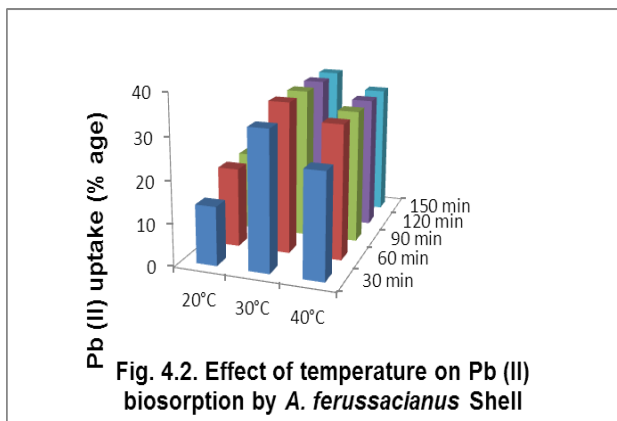 Pb (II) uptake (% age)
40
30
20
10
0
20°C
30°C
40°C
150 min
120 min
90 min
60 min
30 min
Fig. 4.2. Effect of temperature on Pb (II)
biosorption by A. ferussacianus Shell